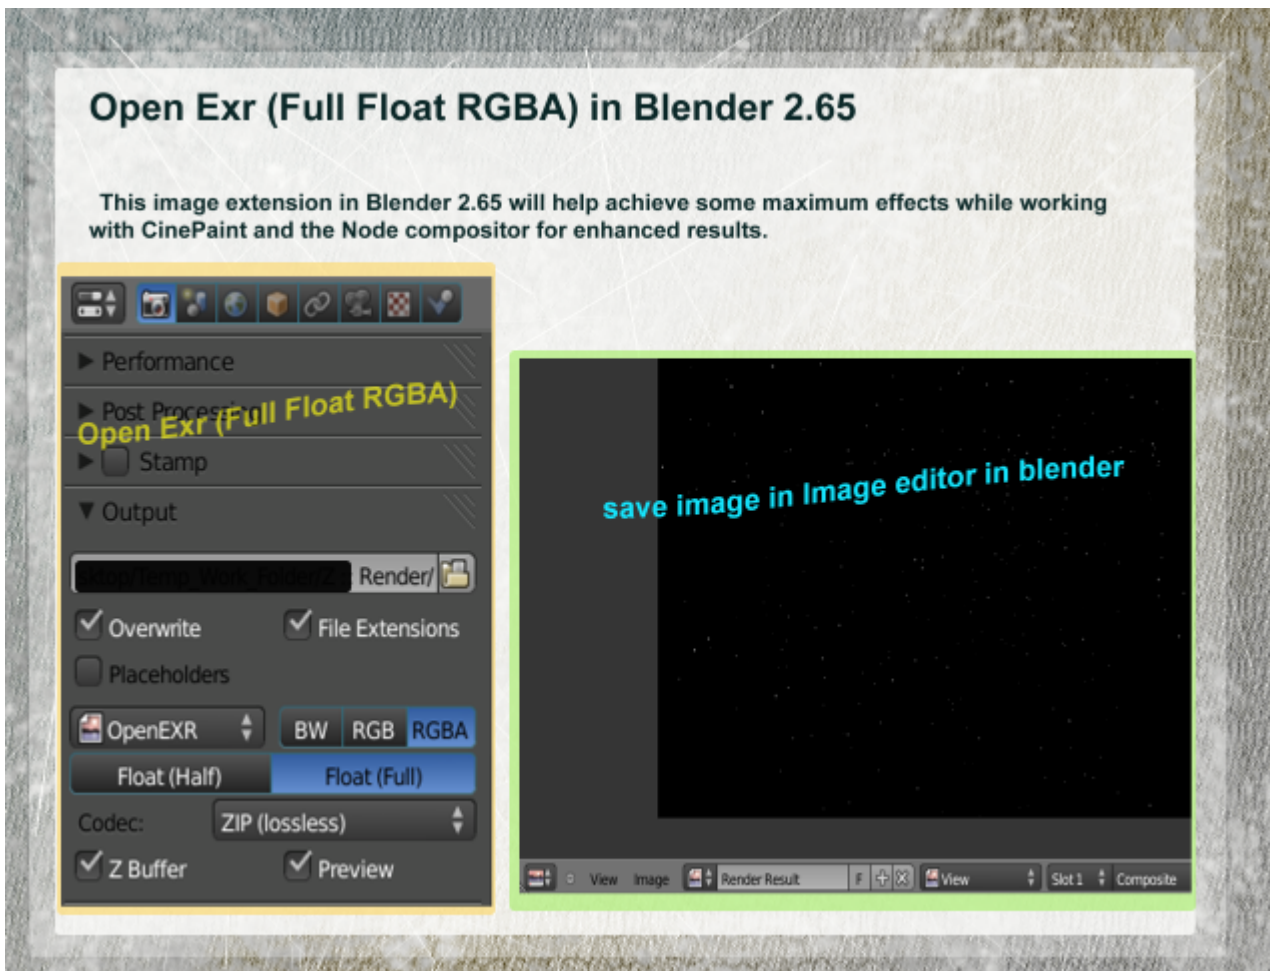 Open Exr (Full Float RGBA) in Blender 2.65
This image extension in Blender 2.65 will help achieve some maximum effects while working
with CinePaint and the Node compositor for enhanced results.
Performance
Post Processing
Open Exr (Full Float RGBA)
Stamp
Output
sktop/Temp_Work_Folder/Z Render/
Overwrite File Extensions
Placeholders
OpenEXR BW RGB RGBA
Float (Half) Float (Full)
Codec: ZIP (lossless)
Z Buffer Preview
save image in Image editor in blender
View Image Render Result F View Slot 1 Composite